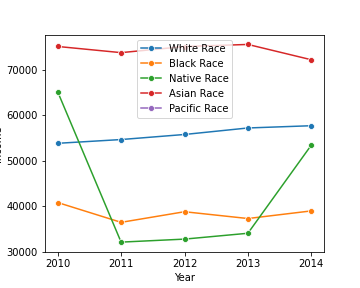 White Race
Black Race
Native Race
Asian Race
Pacific Race
70000
60000
50000
40000
30000
2010 2011 2012 2013 2014
Year